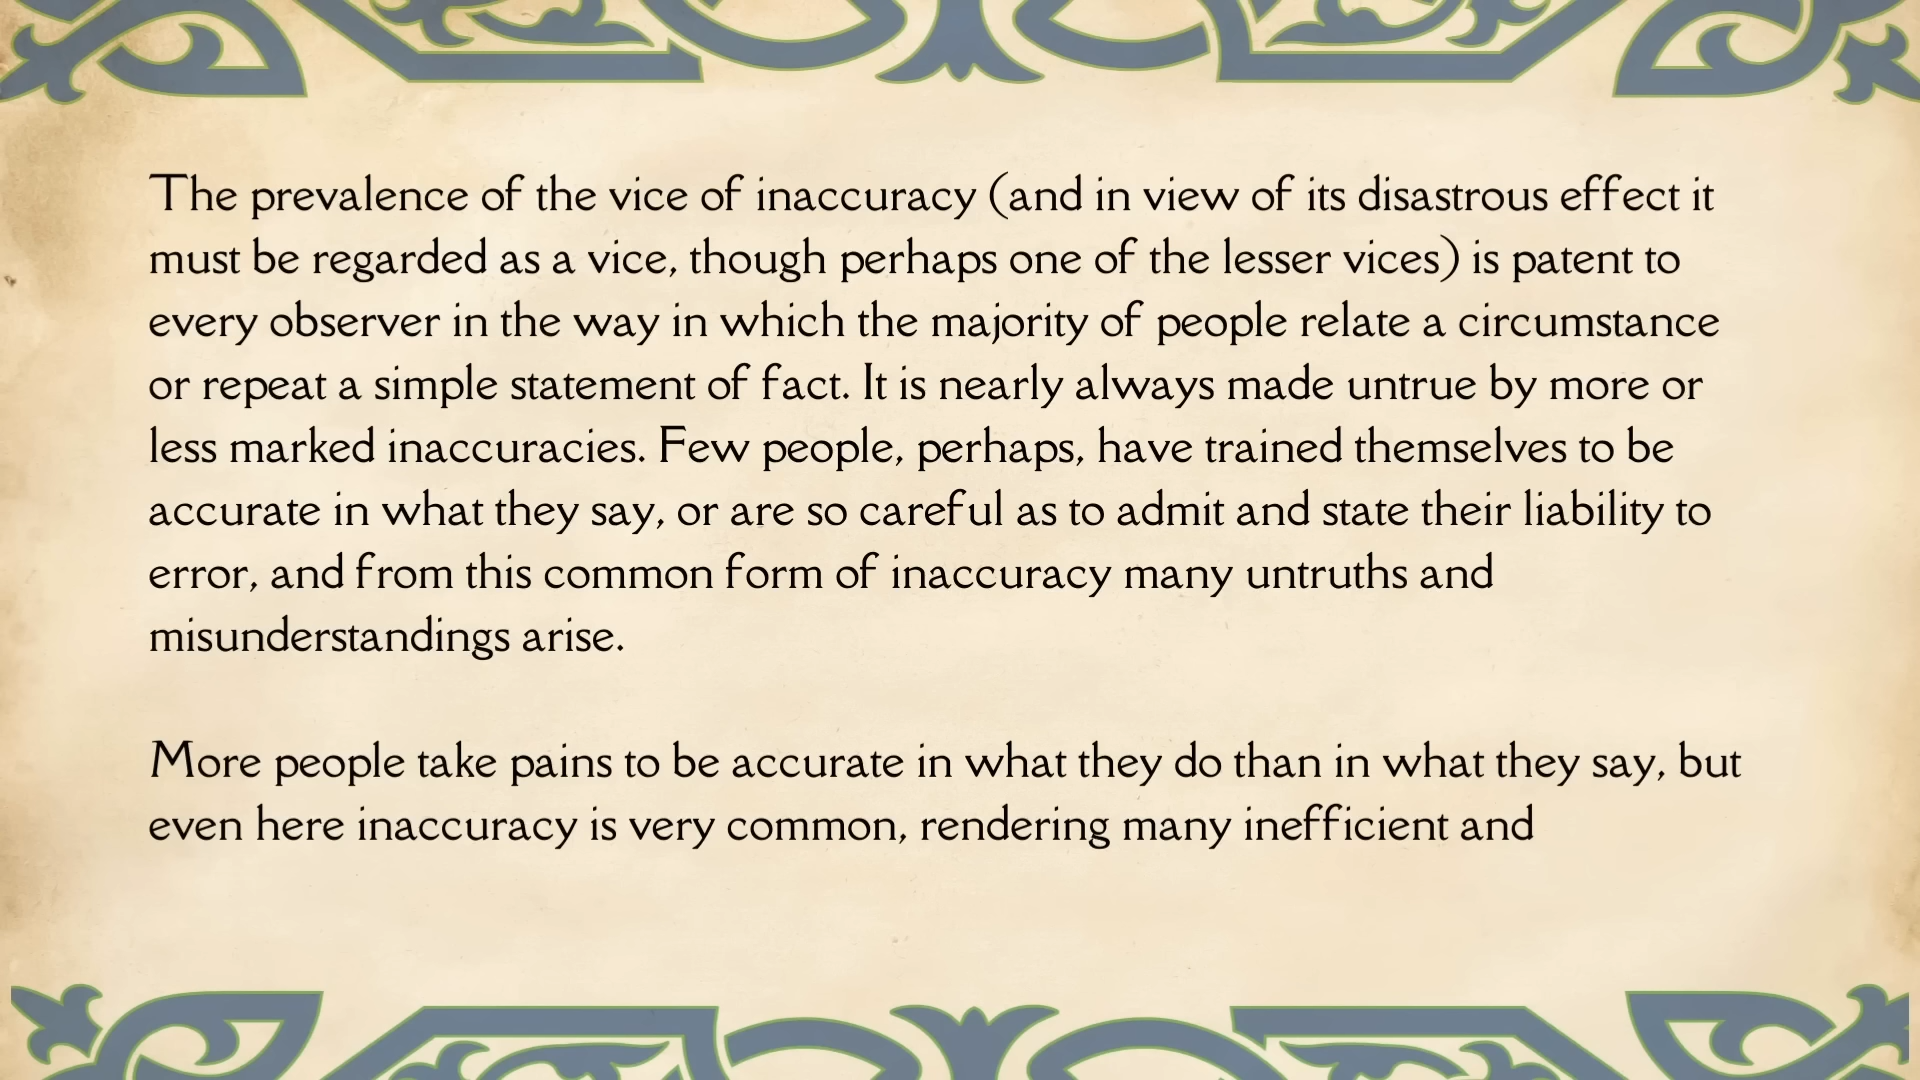 The prevalence of the vice of inaccuracy (and in view of its disastrous effect it
must be regarded as a vice, though perhaps one of the lesser vices) is patent to
every observer in the way in which the majority of people relate a circumstance
or repeat a simple statement of fact. It is nearly always made untrue by more or
less marked inaccuracies. Few people, perhaps, have trained themselves to be
accurate in what they say, or are so careful as to admit and state their liability to
error, and from this common form of inaccuracy many untruths and
misunderstandings arise.
More people take pains to be accurate in what they do than in what they say, but
even here inaccuracy is very common, rendering many inefficient and